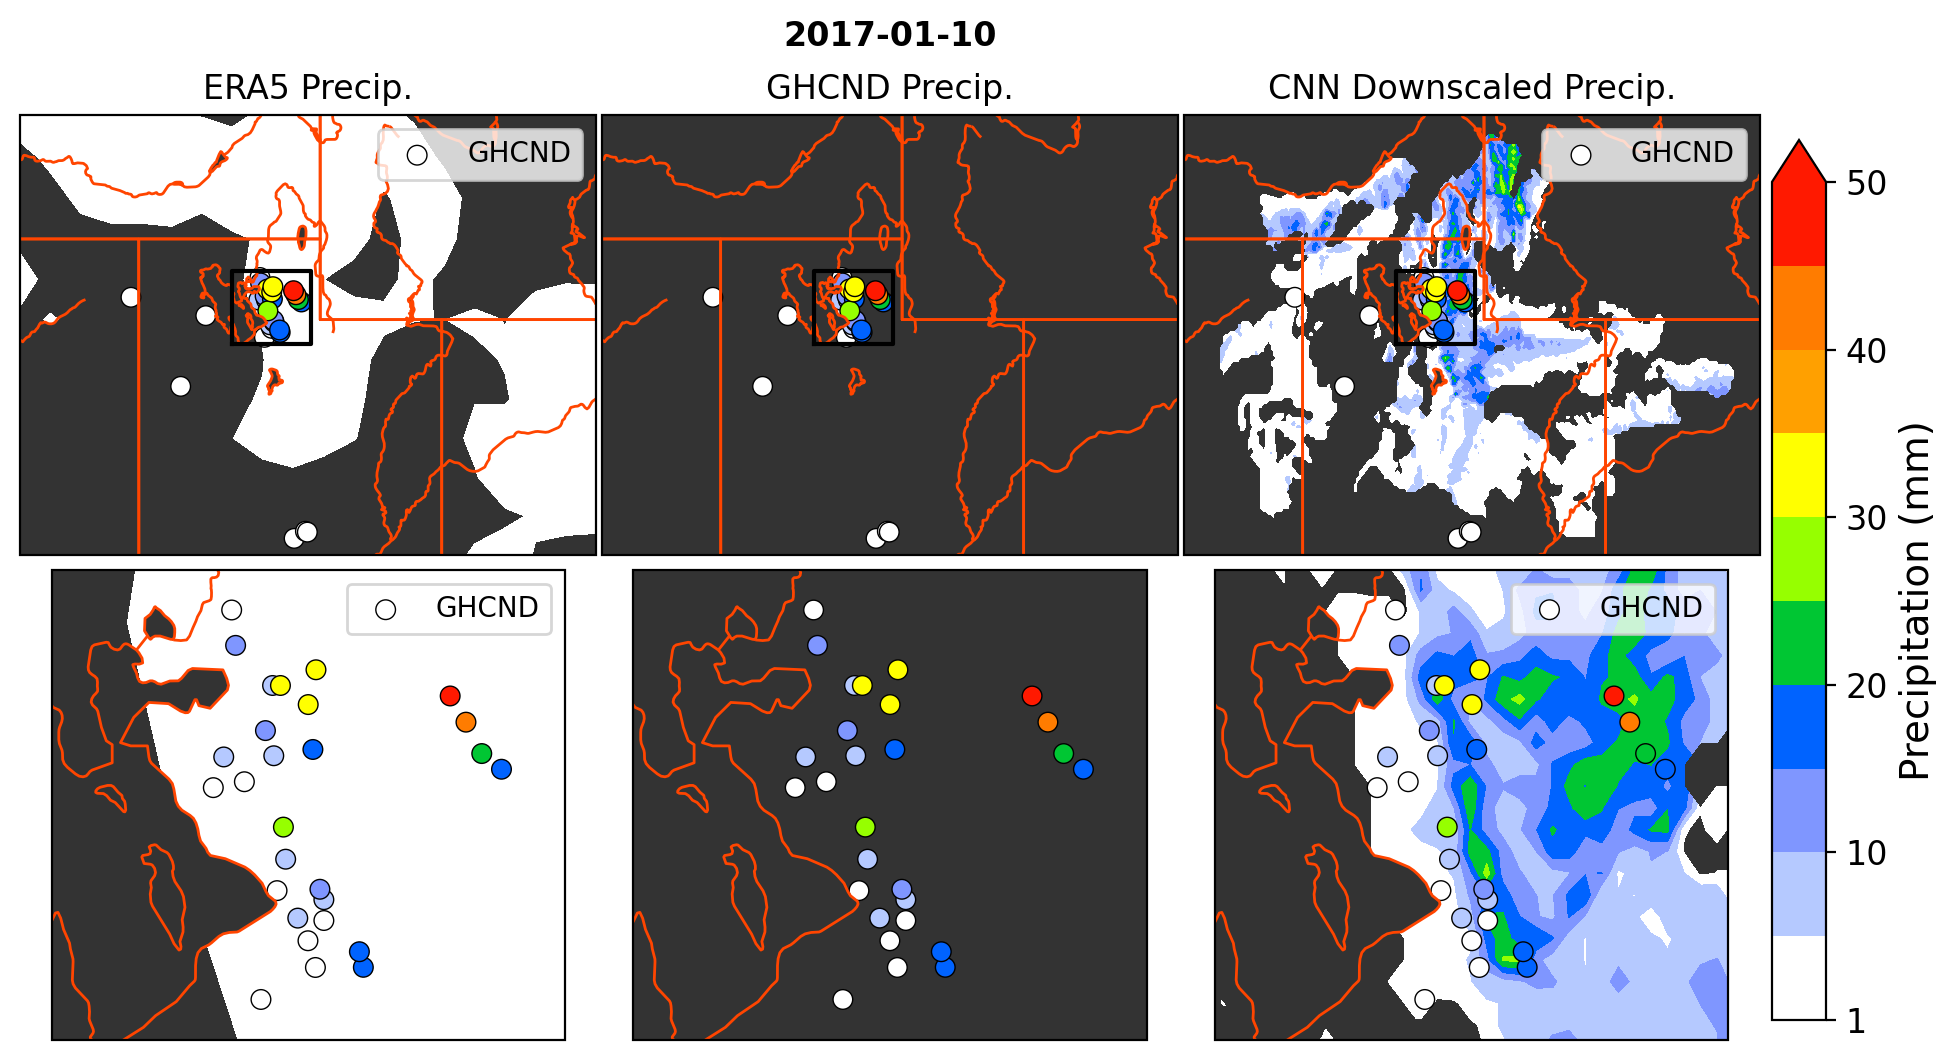 2017-01-10
ERA5 Precip.
GHCND Precip.
CNN Downscaled Precip.
GHCND
GHCND
GHCND
GHCND
50
40
30
20
10
1
Precipitation (mm)